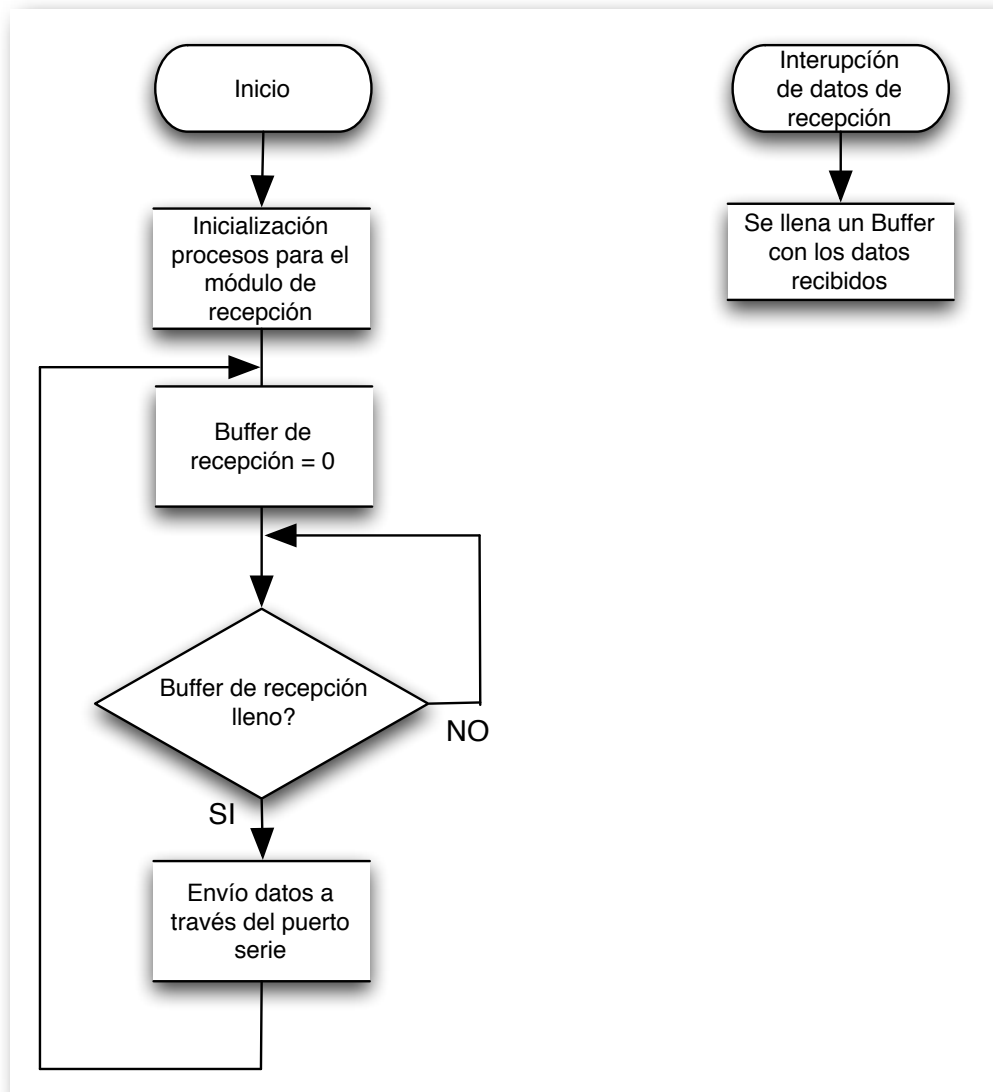 Inicio
Inicialización
procesos para el
módulo de
recepción
Buffer de
recepción = 0
Buffer de recepción
lleno?
NO
SI
Envío datos a
través del puerto
serie
Interupcíón
de datos de
recepción
Se llena un Buffer
con los datos
recibidos